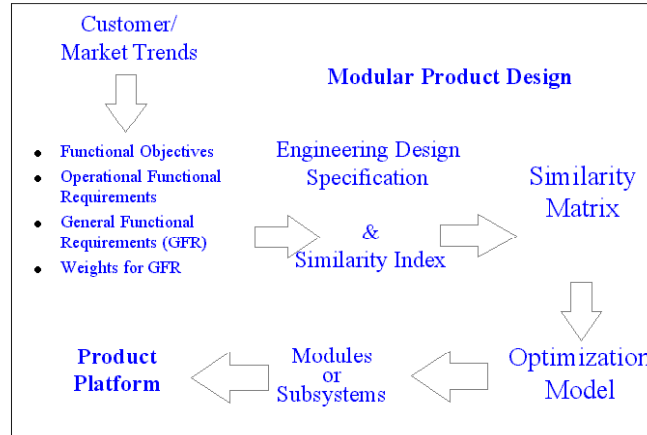 Customer/
Market Trends
Modular Product Design
• Functional Objectives
• Operational Functional
Requirements
• General Functional
Requirements (GFR)
• Weights for GFR
Engineering Design
Specification
&
Similarity Index
Similarity
Matrix
Optimization
Model
Modules
or
Subsystems
Product
Platform